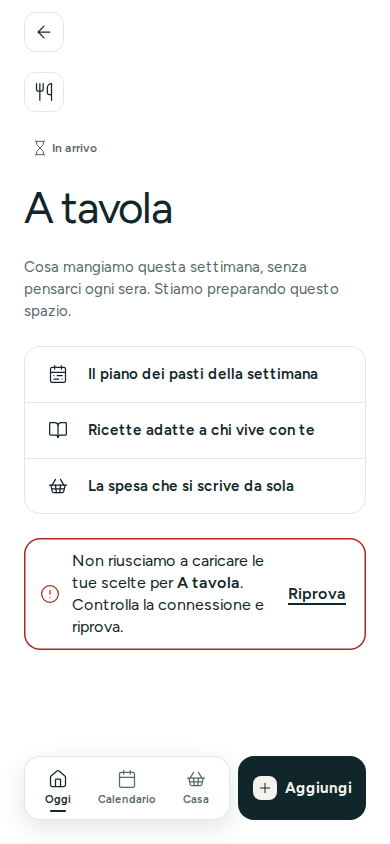 In arrivo
A tavola
Cosa mangiamo questa settimana, senza
pensarci ogni sera. Stiamo preparando questo
spazio.
Il piano dei pasti della settimana
Ricette adatte a chi vive con te
La spesa che si scrive da sola
Non riusciamo a caricare le
tue scelte per A tavola.
Controlla la connessione e
riprova.
Riprova
Oggi
Calendario
Casa
Aggiungi